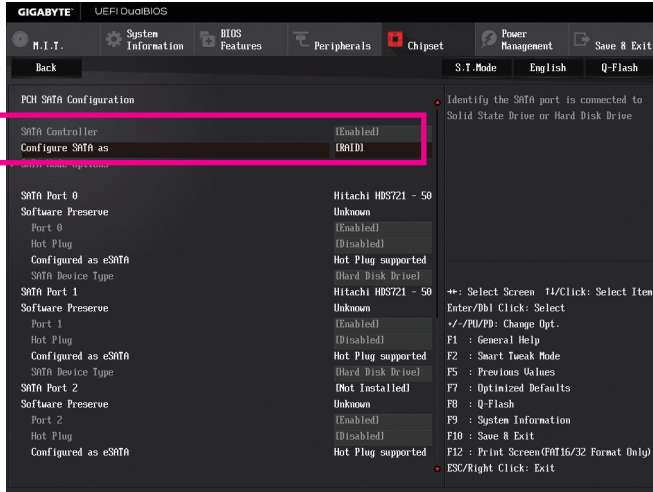 GIGABYTE™ UEFI DualBIOS
M.I.T. System Information BIOS Features Peripherals Chipset Power Management Save & Exit
Back S.T.Mode English Q-Flash
PCH SATA Configuration
Identify the SATA port is connected to
Solid State Drive or Hard Disk Drive
SATA Controller [Enabled]
Configure SATA as [RAID]
SATA Mode Options
SATA Port 0 Hitachi HDS721 - 50
Software Preserve Unknown
Port 0 [Enabled]
Hot Plug [Disabled]
Configured as eSATA Hot Plug supported
SATA Device Type [Hard Disk Drive]
SATA Port 1 Hitachi HDS721 - 50
Software Preserve Unknown
Port 1 [Enabled]
Hot Plug [Disabled]
Configured as eSATA Hot Plug supported
SATA Device Type [Hard Disk Drive]
SATA Port 2 [Not Installed]
Software Preserve Unknown
Port 2 [Enabled]
Hot Plug [Disabled]
Configured as eSATA Hot Plug supported
→←: Select Screen ↑↓/Click: Select Item
Enter/Dbl Click: Select
+/-/PU/PD: Change Opt.
F1 : General Help
F2 : Smart Tweak Mode
F5 : Previous Values
F7 : Optimized Defaults
F8 : Q-Flash
F9 : System Information
F10 : Save & Exit
F12 : Print Screen(FAT16/32 Format Only)
ESC/Right Click: Exit